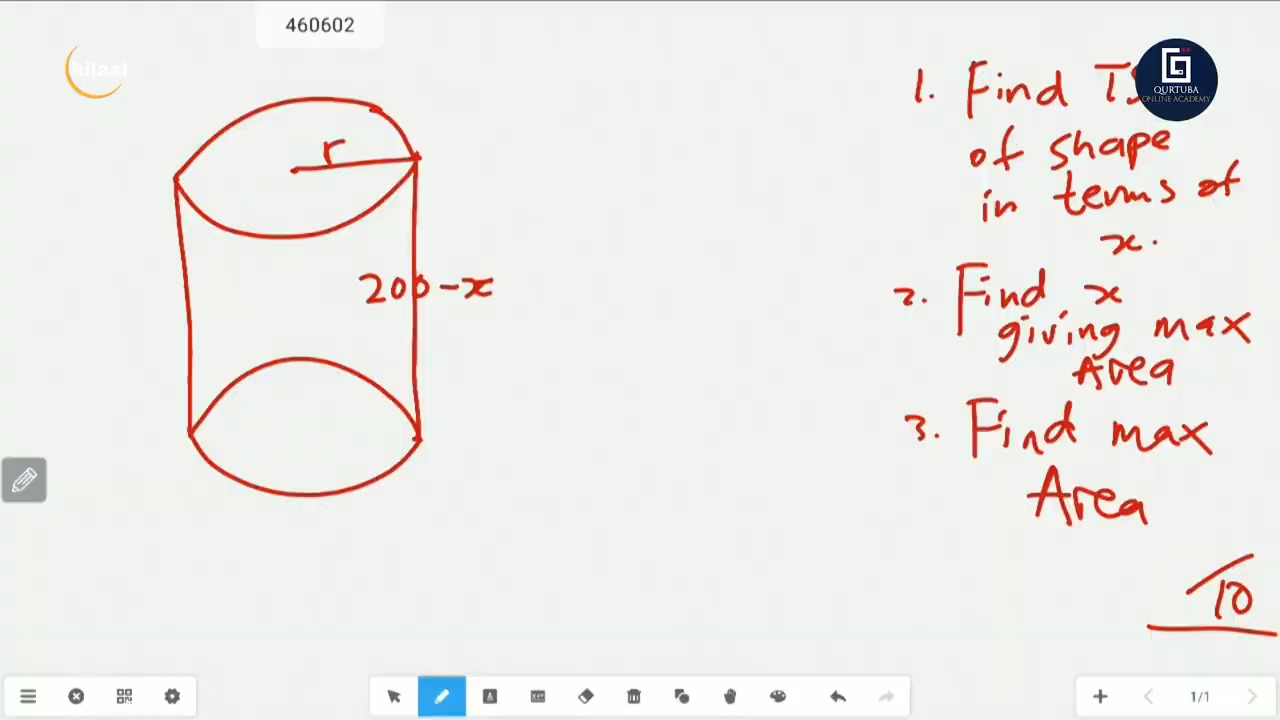 460602
hilaal
QURTUBA
ONLINE ACADEMY
r
200-x
1. Find
of shape
in terms of
x.
2. Find x
giving max
Area
3. Find max
Area
10
1/1